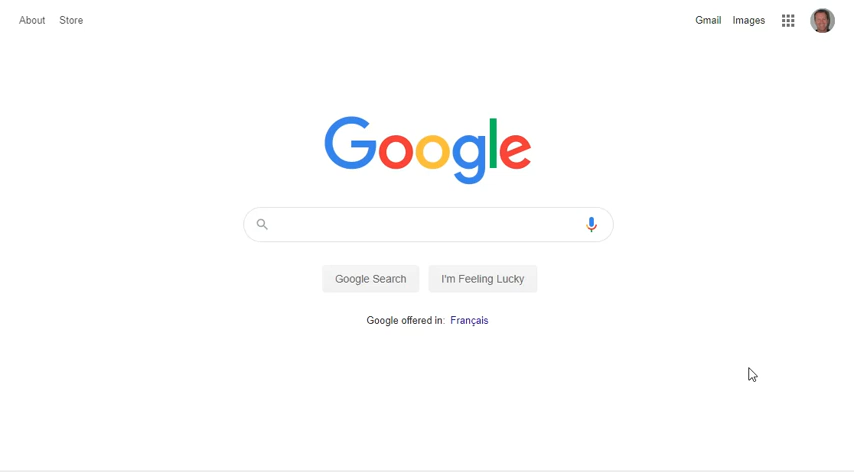 About Store Gmail Images
Google
Google Search I'm Feeling Lucky
Google offered in: Français